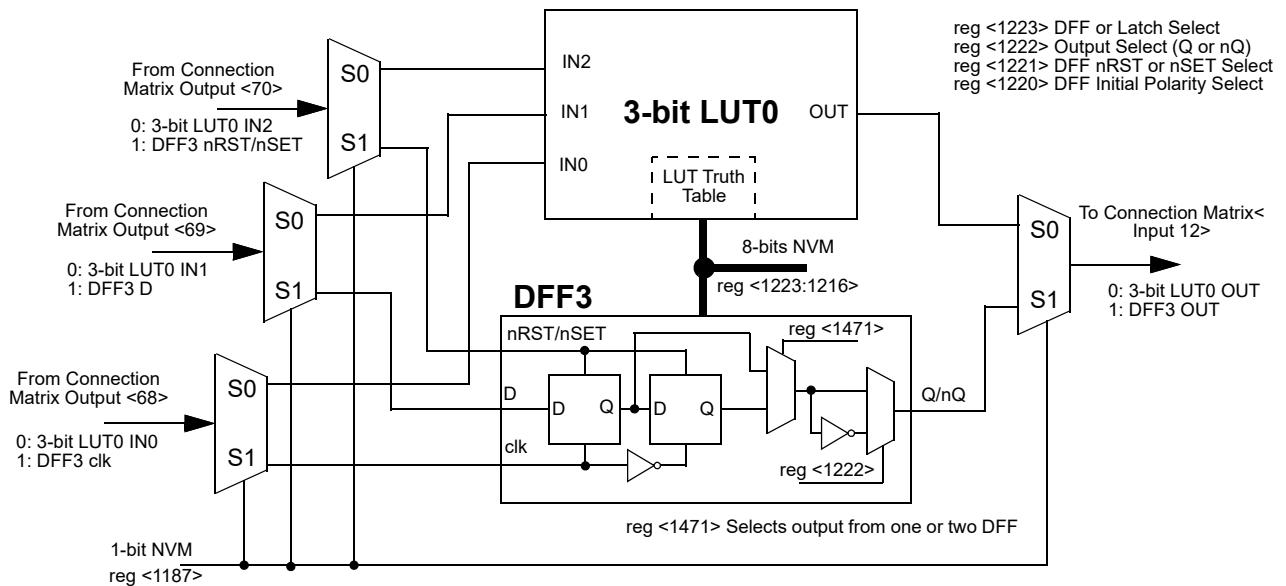 reg <1223> DFF or Latch Select
reg <1222> Output Select (Q or nQ)
reg <1221> DFF nRST or nSET Select
reg <1220> DFF Initial Polarity Select
From Connection
Matrix Output <70>
0: 3-bit LUT0 IN2
1: DFF3 nRST/nSET
S0
S1
IN2
IN1
IN0
3-bit LUT0
OUT
LUT Truth
Table
From Connection
Matrix Output <69>
0: 3-bit LUT0 IN1
1: DFF3 D
S0
S1
8-bits NVM
reg <1223:1216>
S0
S1
To Connection Matrix<
Input 12>
0: 3-bit LUT0 OUT
1: DFF3 OUT
DFF3
nRST/nSET
reg <1471>
From Connection
Matrix Output <68>
0: 3-bit LUT0 IN0
1: DFF3 clk
S0
S1
D
D
Q
D
Q
Q/nQ
clk
reg <1222>
reg <1471> Selects output from one or two DFF
1-bit NVM
reg <1187>